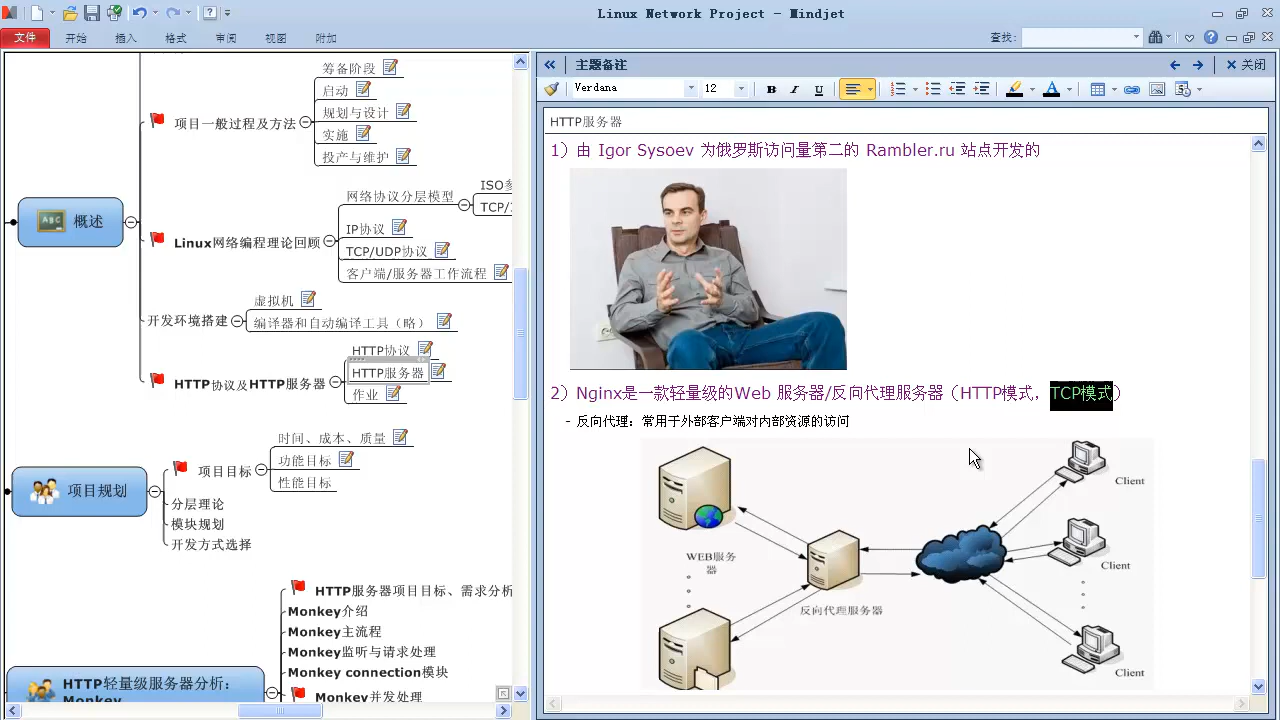 Linux Network Project - Mindjet
文件
开始
插入
格式
审阅
视图
附加
查找:
主题备注
关闭
Verdana
12
B
I
U
A
HTTP服务器
1）由 Igor Sysoev 为俄罗斯访问量第二的 Rambler.ru 站点开发的
2）Nginx是一款轻量级的Web 服务器/反向代理服务器（HTTP模式，TCP模式）
- 反向代理：常用于外部客户端对内部资源的访问
WEB服务
器
反向代理服务器
Client
Client
Client
筹备阶段
启动
项目一般过程及方法
规划与设计
实施
投产与维护
ABC
概述
网络协议分层模型
ISO
TCP/
Linux网络编程理论回顾
IP协议
TCP/UDP协议
客户端/服务器工作流程
开发环境搭建
虚拟机
编译器和自动编译工具（略）
HTTP协议及HTTP服务器
HTTP协议
HTTP服务器
作业
项目规划
项目目标
时间、成本、质量
功能目标
性能目标
分层理论
模块规划
开发方式选择
HTTP轻量级服务器分析：
Monkey
HTTP服务器项目目标、需求分析
Monkey介绍
Monkey主流程
Monkey监听与请求处理
Monkey connection模块
Monkey并发处理